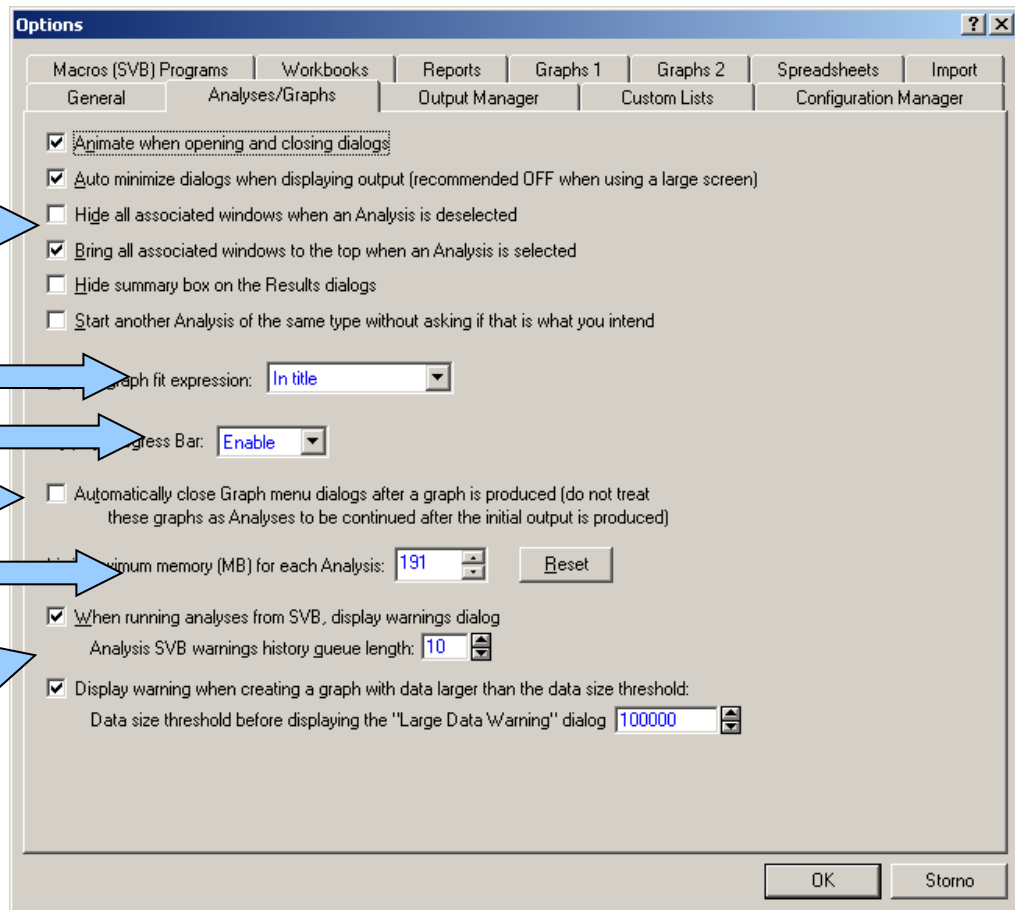 Options
Macros (SVB) Programs Workbooks Reports Graphs 1 Graphs 2 Spreadsheets Import
General Analyses/Graphs Output Manager Custom Lists Configuration Manager
Animate when opening and closing dialogs
Auto minimize dialogs when displaying output (recommended OFF when using a large screen)
Hide all associated windows when an Analysis is deselected
Bring all associated windows to the top when an Analysis is selected
Hide summary box on the Results dialogs
Start another Analysis of the same type without asking if that is what you intend
fit expression: In title
Bar: Enable
Automatically close Graph menu dialogs after a graph is produced (do not treat
these graphs as Analyses to be continued after the initial output is produced)
memory (MB) for each Analysis: 191 Reset
When running analyses from SVB, display warnings dialog
Analysis SVB warnings history queue length: 10
Display warning when creating a graph with data larger than the data size threshold:
Data size threshold before displaying the "Large Data Warning" dialog 100000
OK Storno